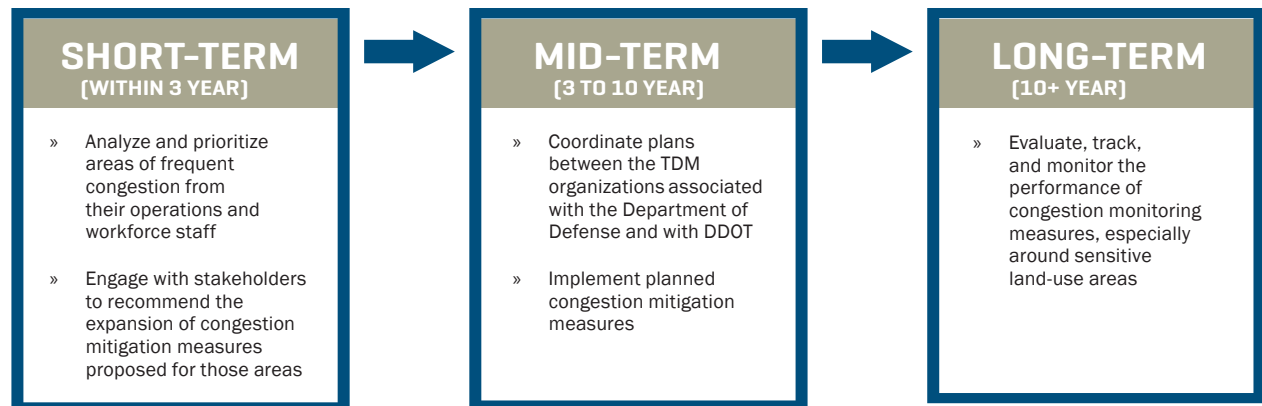 SHORT-TERM
(WITHIN 3 YEAR)
» Analyze and prioritize
areas of frequent
congestion from
their operations and
workforce staff
» Engage with stakeholders
to recommend the
expansion of congestion
mitigation measures
proposed for those areas
MID-TERM
(3 TO 10 YEAR)
» Coordinate plans
between the TDM
organizations associated
with the Department of
Defense and with DDOT
» Implement planned
congestion mitigation
measures
LONG-TERM
(10+ YEAR)
» Evaluate, track,
and monitor the
performance of
congestion monitoring
measures, especially
around sensitive
land-use areas